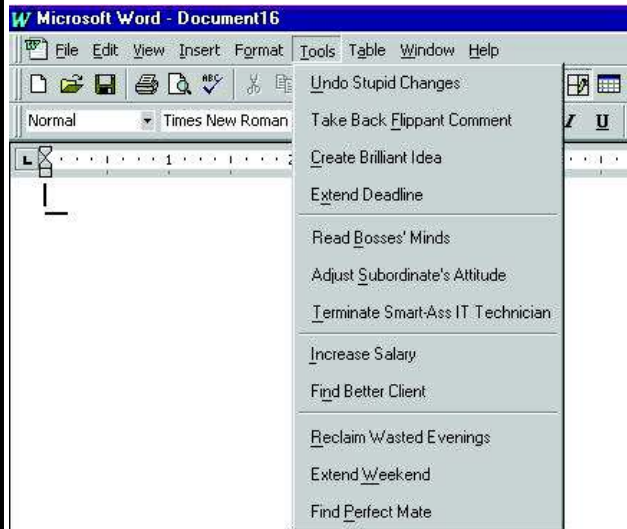 Microsoft Word - Document16
File Edit View Insert Format Tools Table Window Help
ABC
Normal Times New Roman I U
1
Undo Stupid Changes
Take Back Flippant Comment
Create Brilliant Idea
Extend Deadline
Read Bosses' Minds
Adjust Subordinate's Attitude
Terminate Smart-Ass IT Technician
Increase Salary
Find Better Client
Reclaim Wasted Evenings
Extend Weekend
Find Perfect Mate